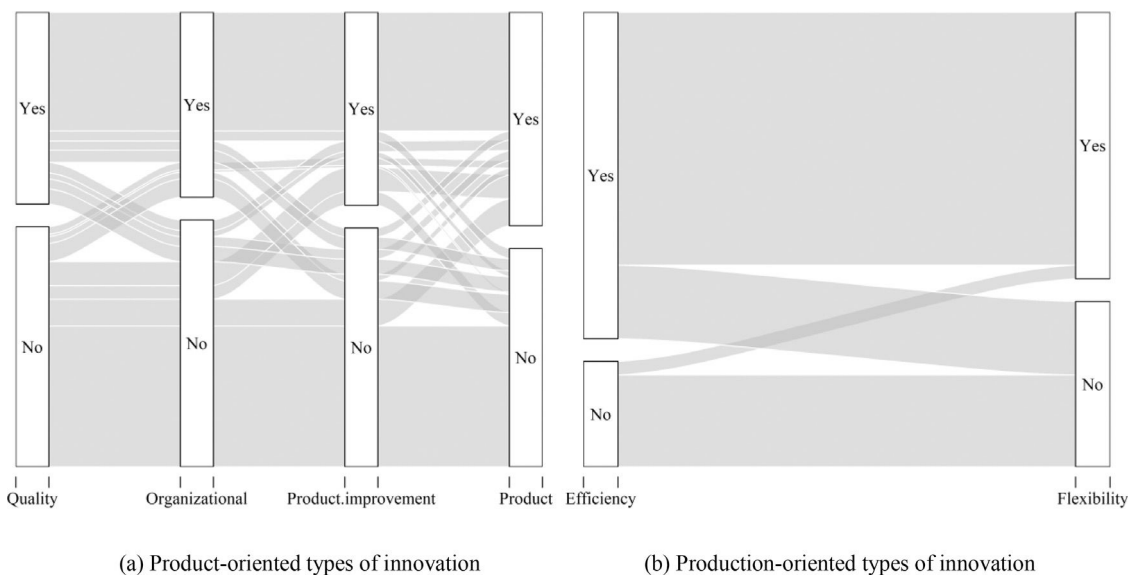 Yes Yes Yes Yes
No No No No
Quality Organizational Product.improvement Product
(a) Product-oriented types of innovation
Yes Yes
No No
Efficiency Flexibility
(b) Production-oriented types of innovation